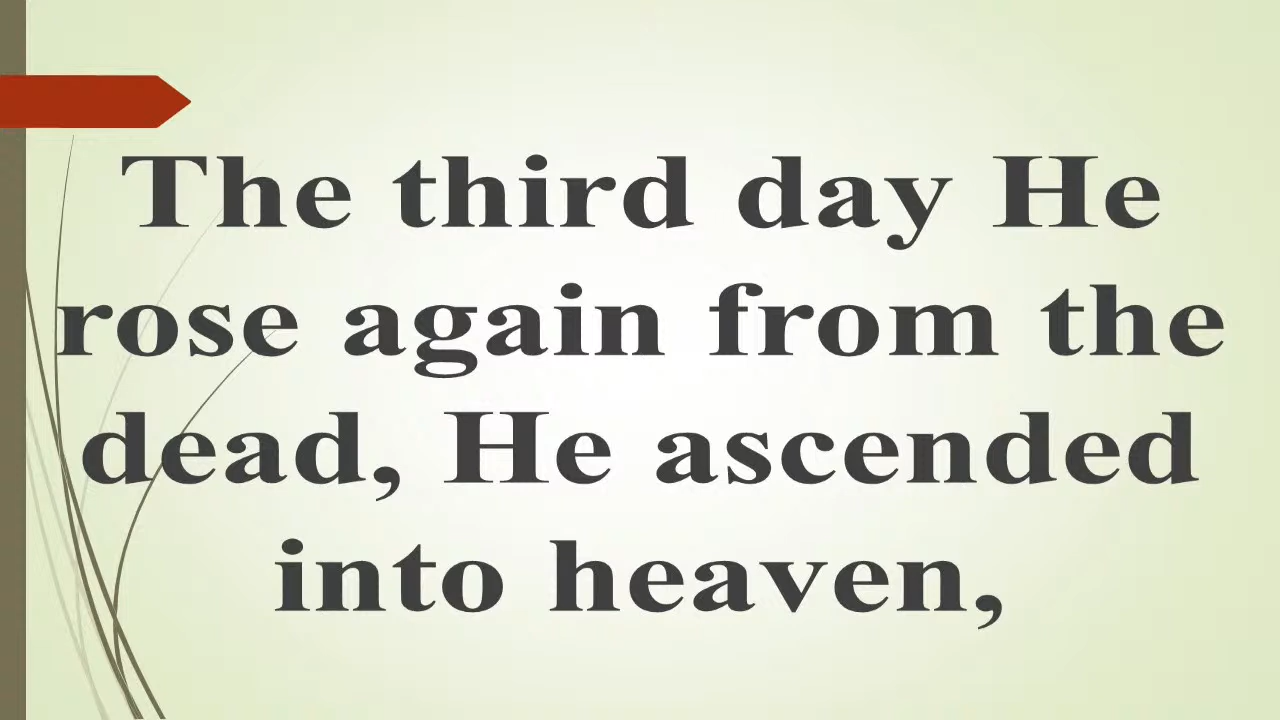 The third day He
rose again from the
dead, He ascended
into heaven,